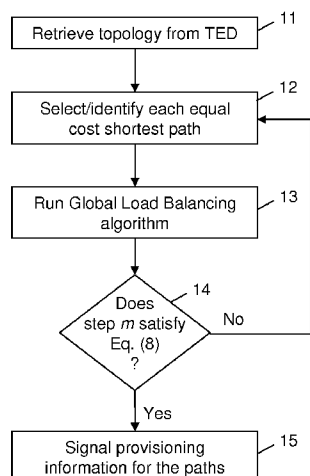 11
Retrieve topology from TED
12
Select/identify each equal
cost shortest path
13
Run Global Load Balancing
algorithm
14
Does
step m satisfy
Eq. (8)
?
No
Yes
15
Signal provisioning
information for the paths